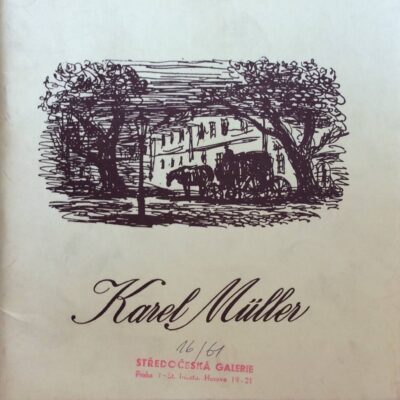 Karel Müller
16/61
STŘEDOČESKÁ GALERIE
Praha 1-St. Město, Husova 19-21